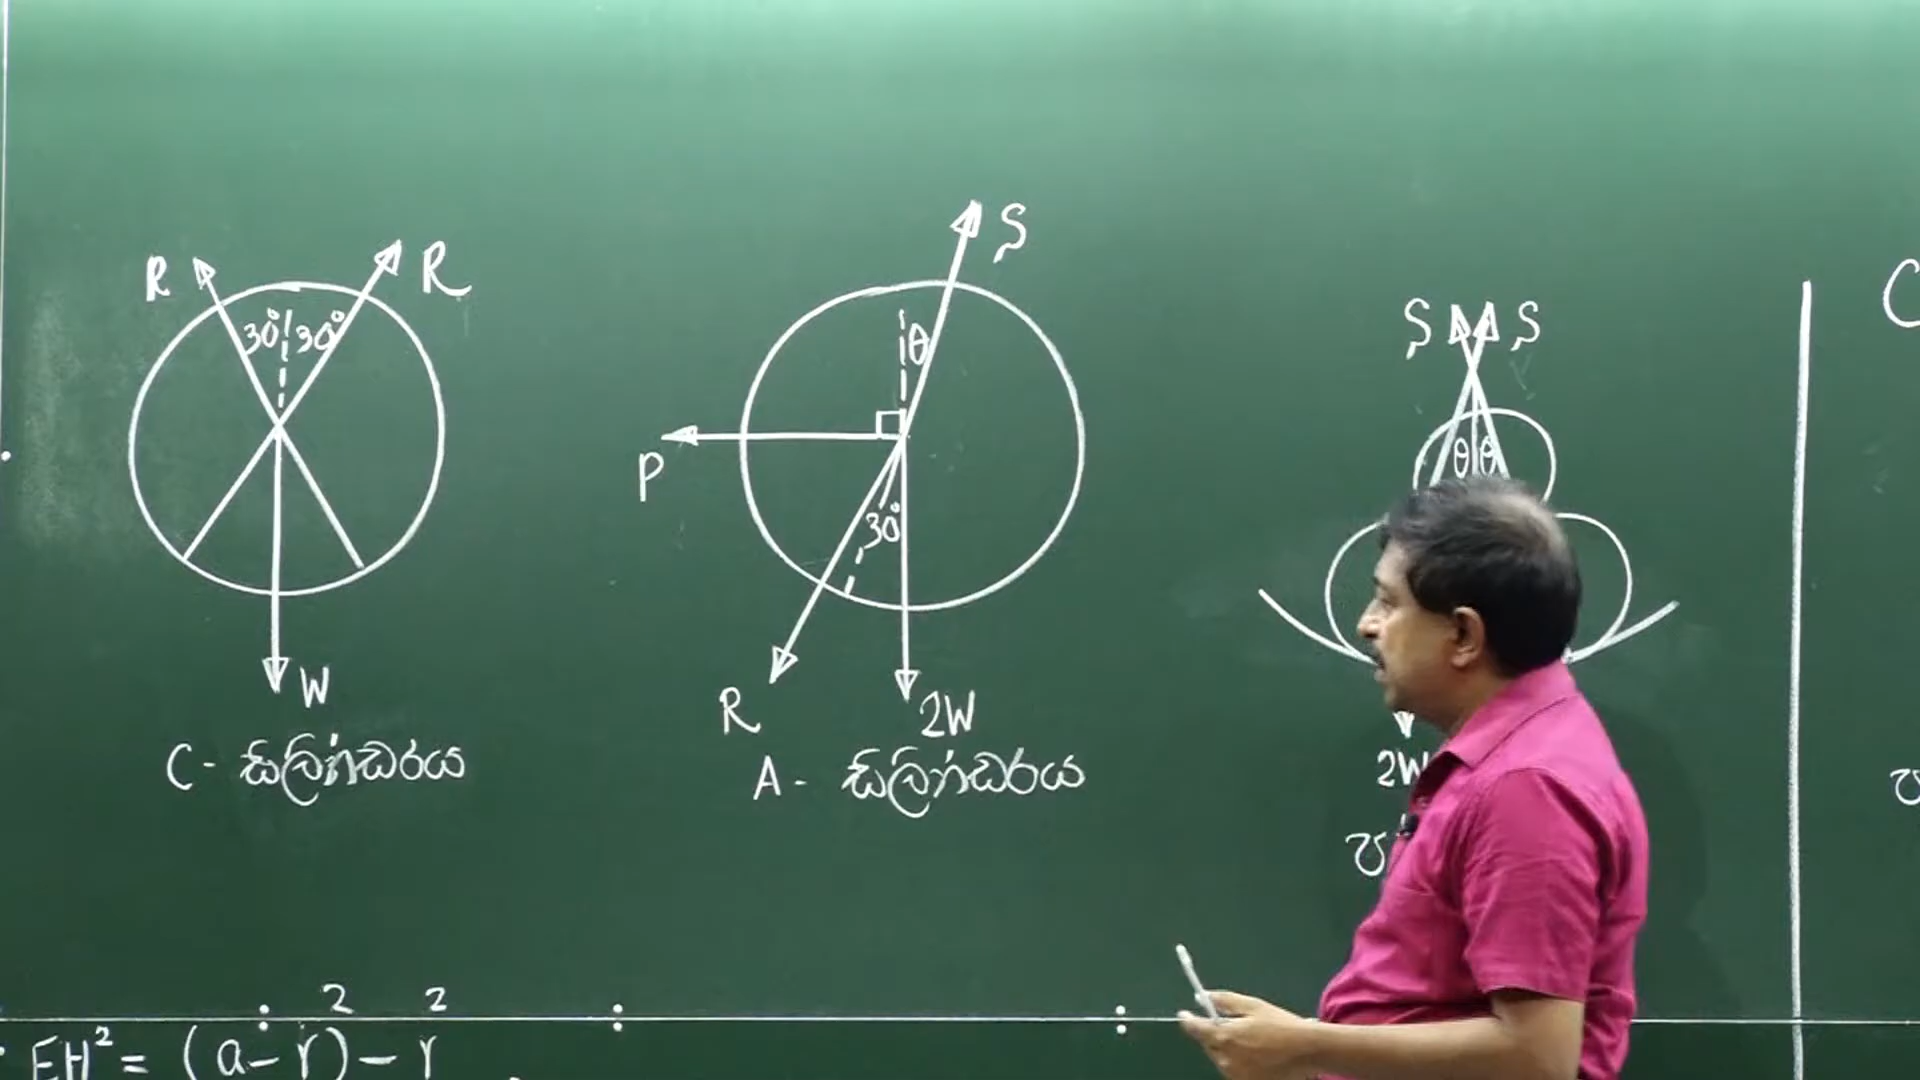 R 30° 30° R
W
C - සිලින්ඩරය
S
θ
P
30°
R
2W
A - සිලින්ඩරය
S S
θ θ
2W
ප
C
EH² = (a-r)² - r²